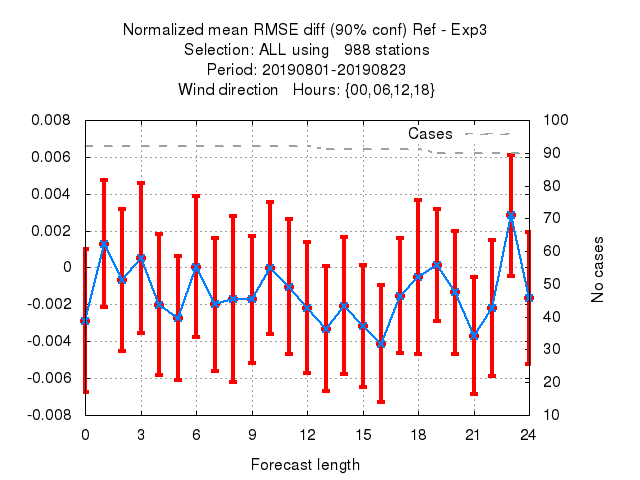 Normalized mean RMSE diff (90% conf) Ref - Exp3
Selection: ALL using 988 stations
Period: 20190801-20190823
Wind direction Hours: {00,06,12,18}
Cases
0.008
0.006
0.004
0.002
0
-0.002
-0.004
-0.006
-0.008
100
90
80
70
60
50
40
30
20
10
No cases
0 3 6 9 12 15 18 21 24
Forecast length